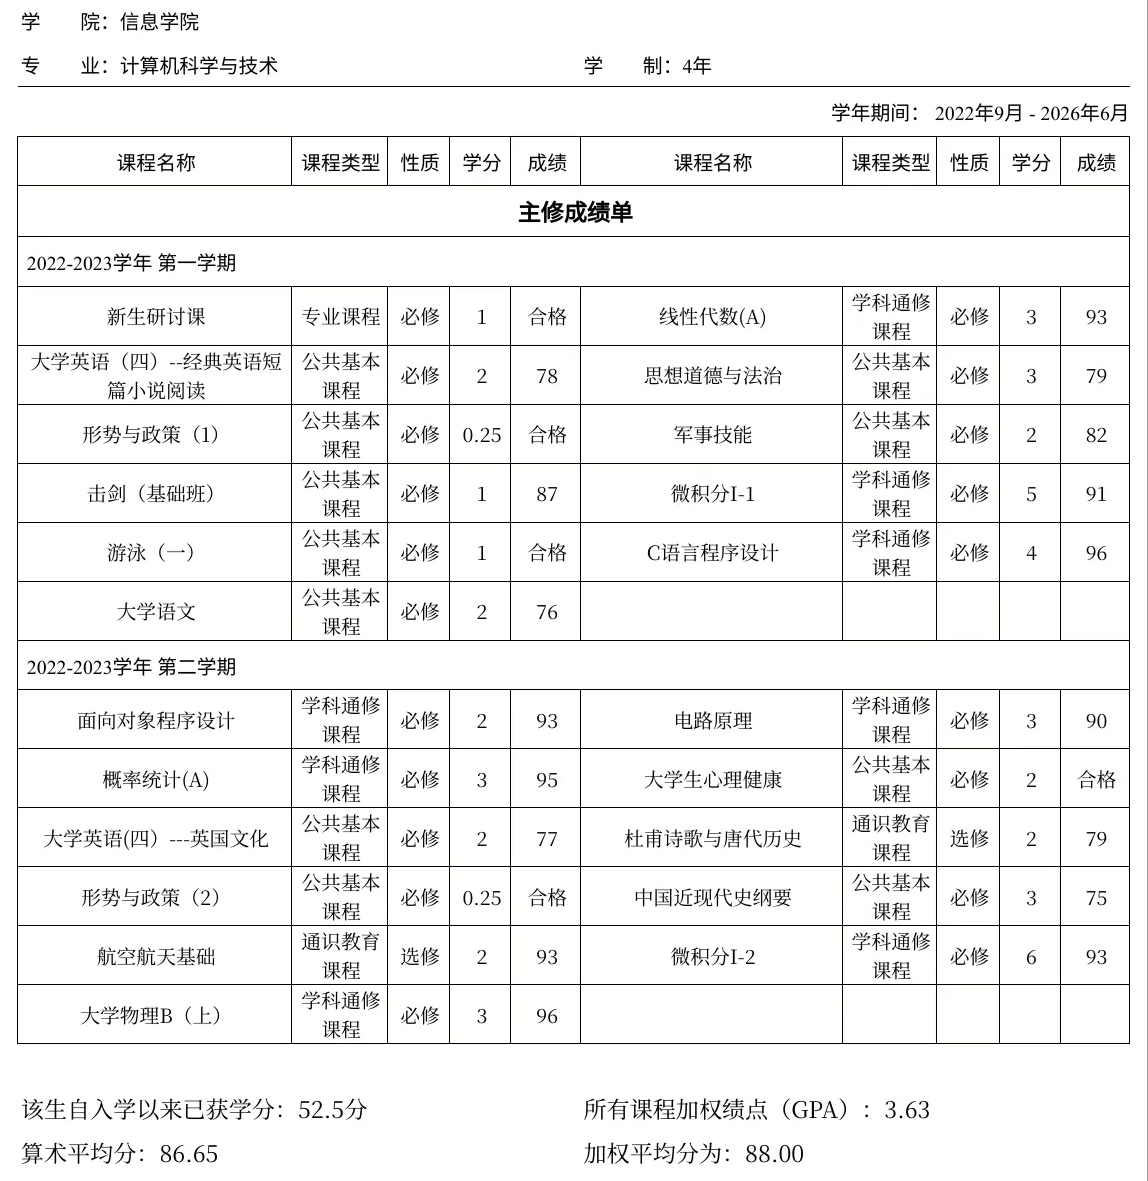 学　　院：信息学院
专　　业：计算机科学与技术　学　　制：4年
学年期间： 2022年9月 - 2026年6月
课程名称 课程类型 性质 学分 成绩 课程名称 课程类型 性质 学分 成绩
主修成绩单
2022-2023学年 第一学期
新生研讨课 专业课程 必修 1 合格 线性代数(A) 学科通修课程 必修 3 93
大学英语（四）--经典英语短篇小说阅读 公共基本课程 必修 2 78 思想道德与法治 公共基本课程 必修 3 79
形势与政策（1） 公共基本课程 必修 0.25 合格 军事技能 公共基本课程 必修 2 82
击剑（基础班） 公共基本课程 必修 1 87 微积分I-1 学科通修课程 必修 5 91
游泳（一） 公共基本课程 必修 1 合格 C语言程序设计 学科通修课程 必修 4 96
大学语文 公共基本课程 必修 2 76
2022-2023学年 第二学期
面向对象程序设计 学科通修课程 必修 2 93 电路原理 学科通修课程 必修 3 90
概率统计(A) 学科通修课程 必修 3 95 大学生心理健康 公共基本课程 必修 2 合格
大学英语(四）---英国文化 公共基本课程 必修 2 77 杜甫诗歌与唐代历史 通识教育课程 选修 2 79
形势与政策（2） 公共基本课程 必修 0.25 合格 中国近现代史纲要 公共基本课程 必修 3 75
航空航天基础 通识教育课程 选修 2 93 微积分I-2 学科通修课程 必修 6 93
大学物理B（上） 学科通修课程 必修 3 96
该生自入学以来已获学分：52.5分　所有课程加权绩点（GPA）：3.63
算术平均分：86.65　加权平均分为：88.00